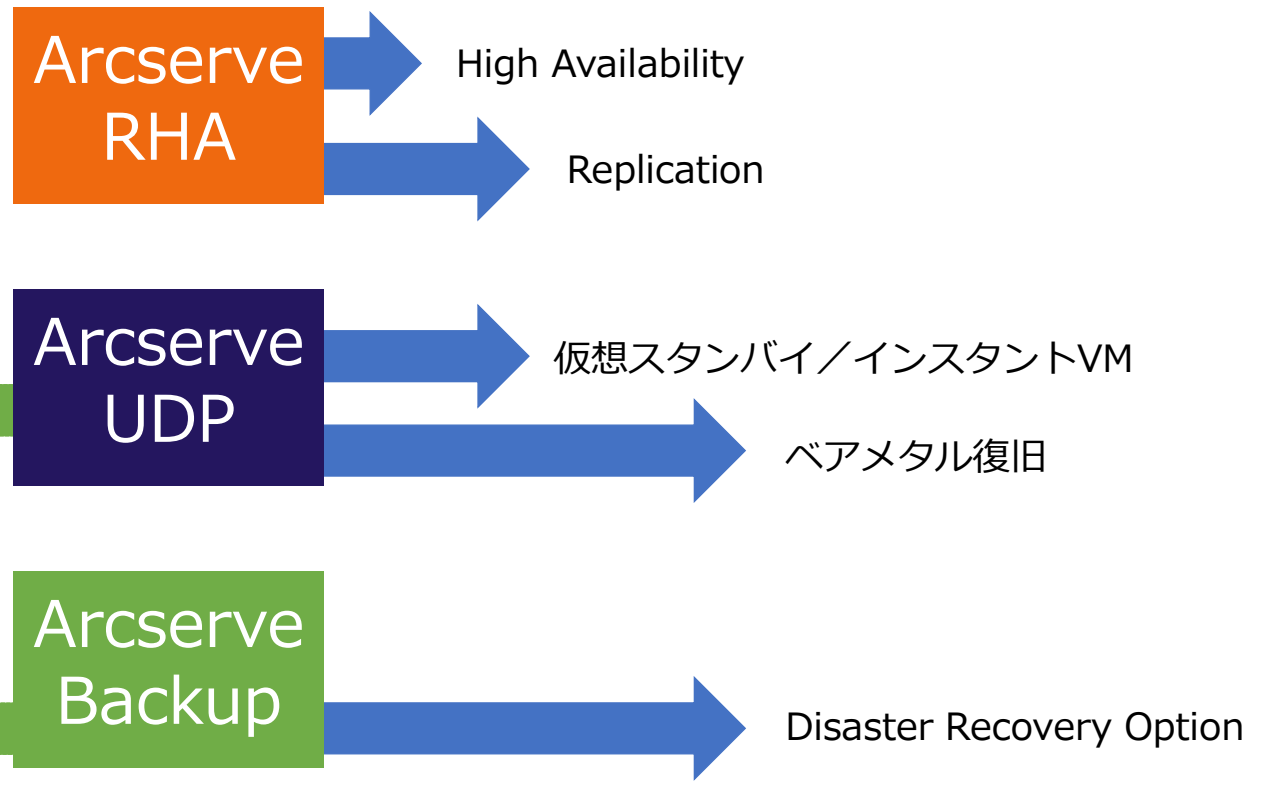 Arcserve
RHA
High Availability
Replication
Arcserve
UDP
仮想スタンバイ／インスタントVM
ベアメタル復旧
Arcserve
Backup
Disaster Recovery Option